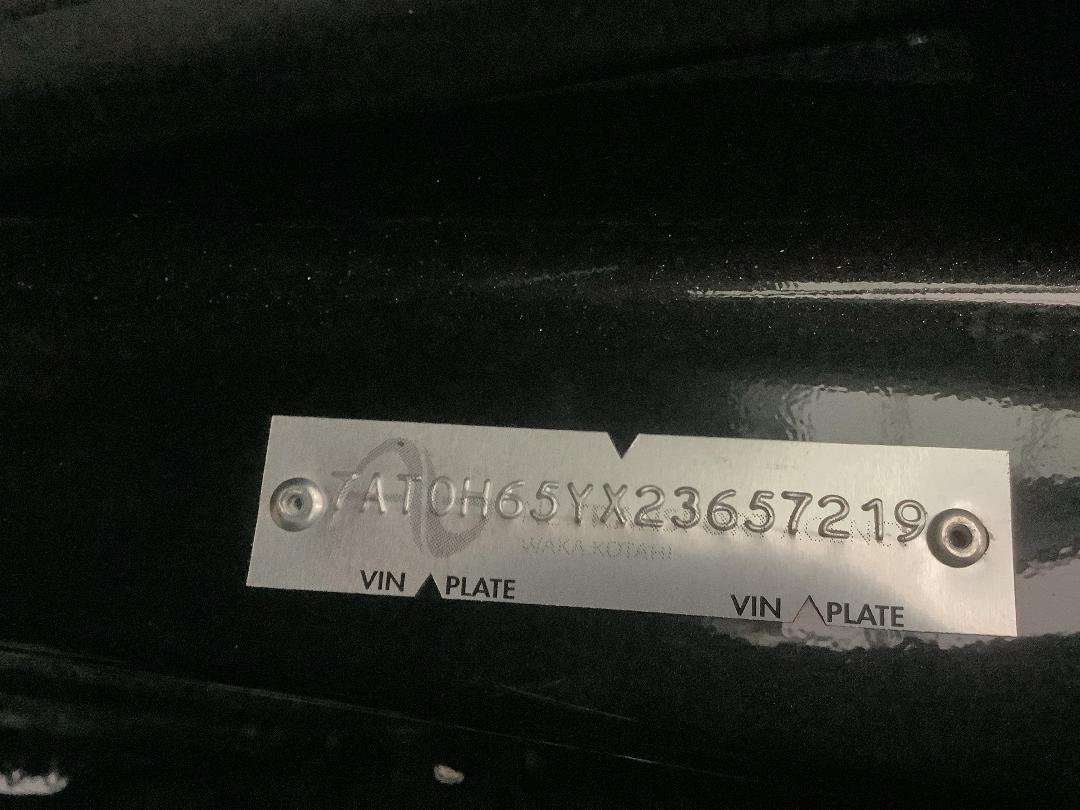 7AT0H65YX23657219
WAKA KOTAHI
VIN PLATE VIN PLATE